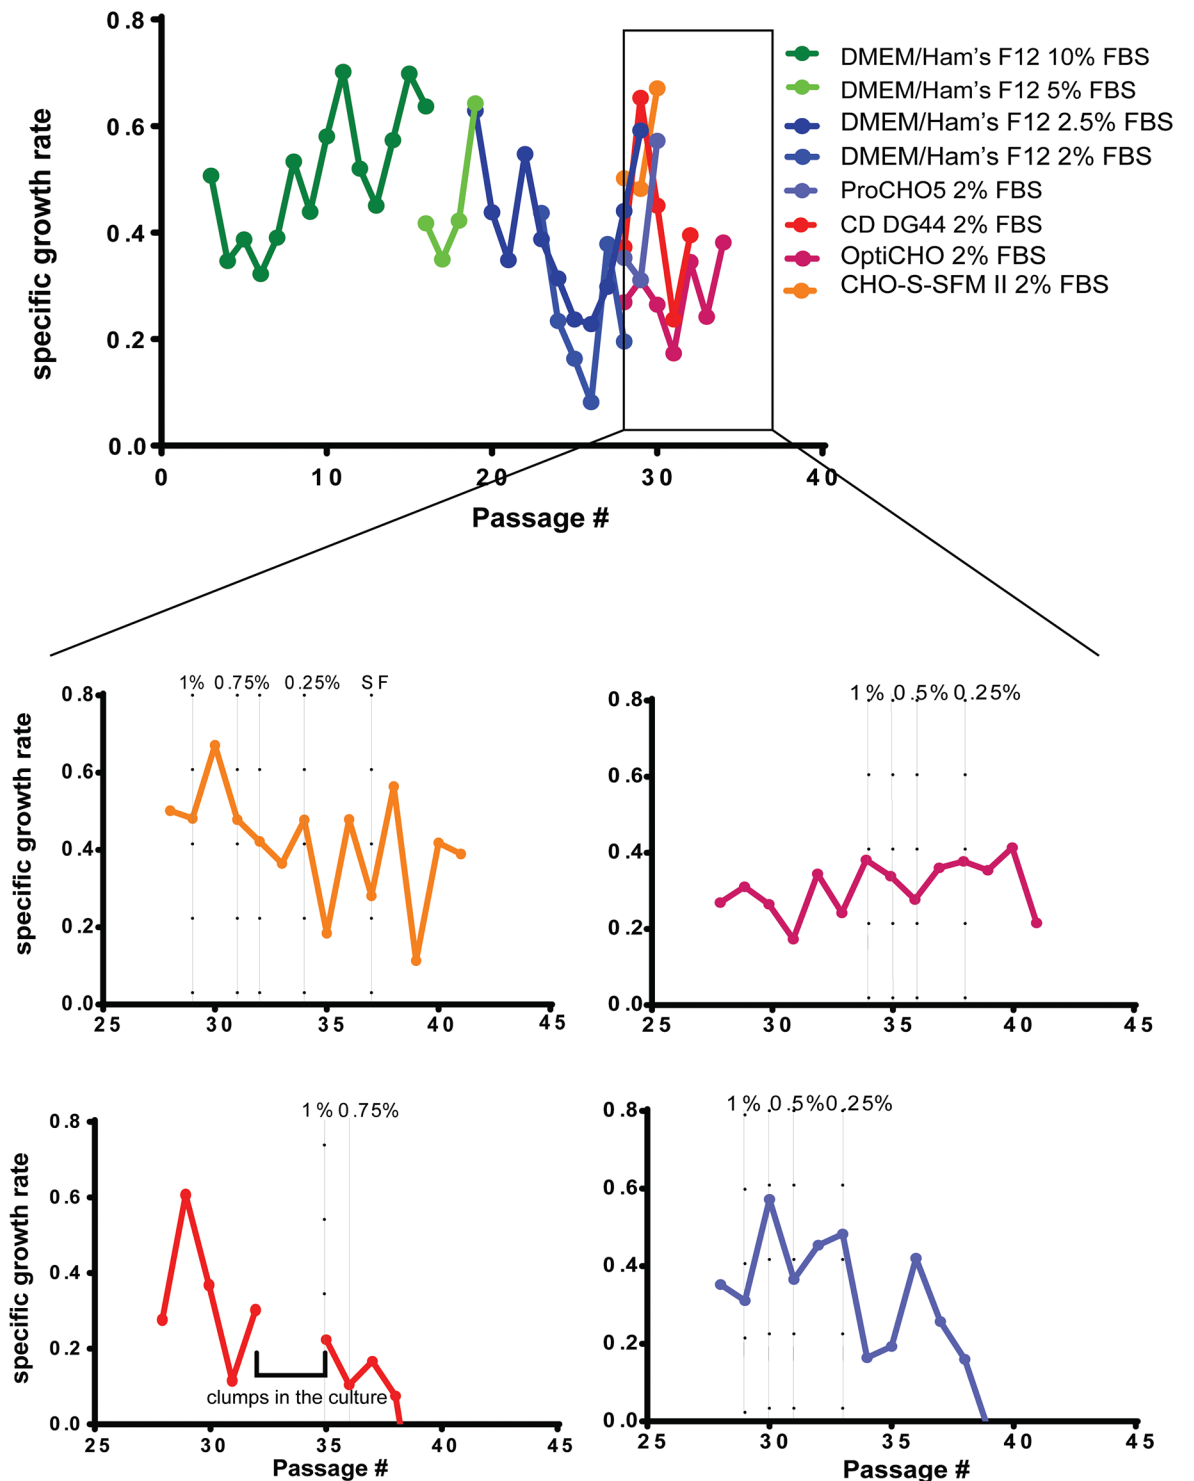 0.8
0.6
0.4
0.2
0.0
specific growth rate
0 10 20 30 40
Passage #
DMEM/Ham's F12 10% FBS
DMEM/Ham's F12 5% FBS
DMEM/Ham's F12 2.5% FBS
DMEM/Ham's F12 2% FBS
ProCHO5 2% FBS
CD DG44 2% FBS
OptiCHO 2% FBS
CHO-S-SFM II 2% FBS
1% 0.75% 0.25% SF
0.8
0.6
0.4
0.2
0.0
specific growth rate
25 30 35 40 45
1% 0.5% 0.25%
0.8
0.6
0.4
0.2
0.0
25 30 35 40 45
1% 0.75%
0.8
0.6
0.4
0.2
0.0
specific growth rate
clumps in the culture
25 30 35 40 45
Passage #
1% 0.5% 0.25%
0.8
0.6
0.4
0.2
0.0
25 30 35 40 45
Passage #